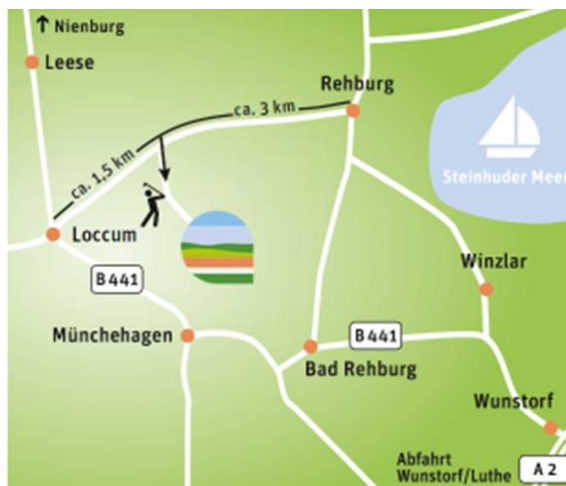 ↑ Nienburg
Leese
Rehburg
ca. 3 km
ca. 1,5 km
Steinhuder Meer
Loccum
B 441
Winzlar
Münchehagen
B 441
Bad Rehburg
Wunstorf
Abfahrt
Wunstorf/Luthe
A 2